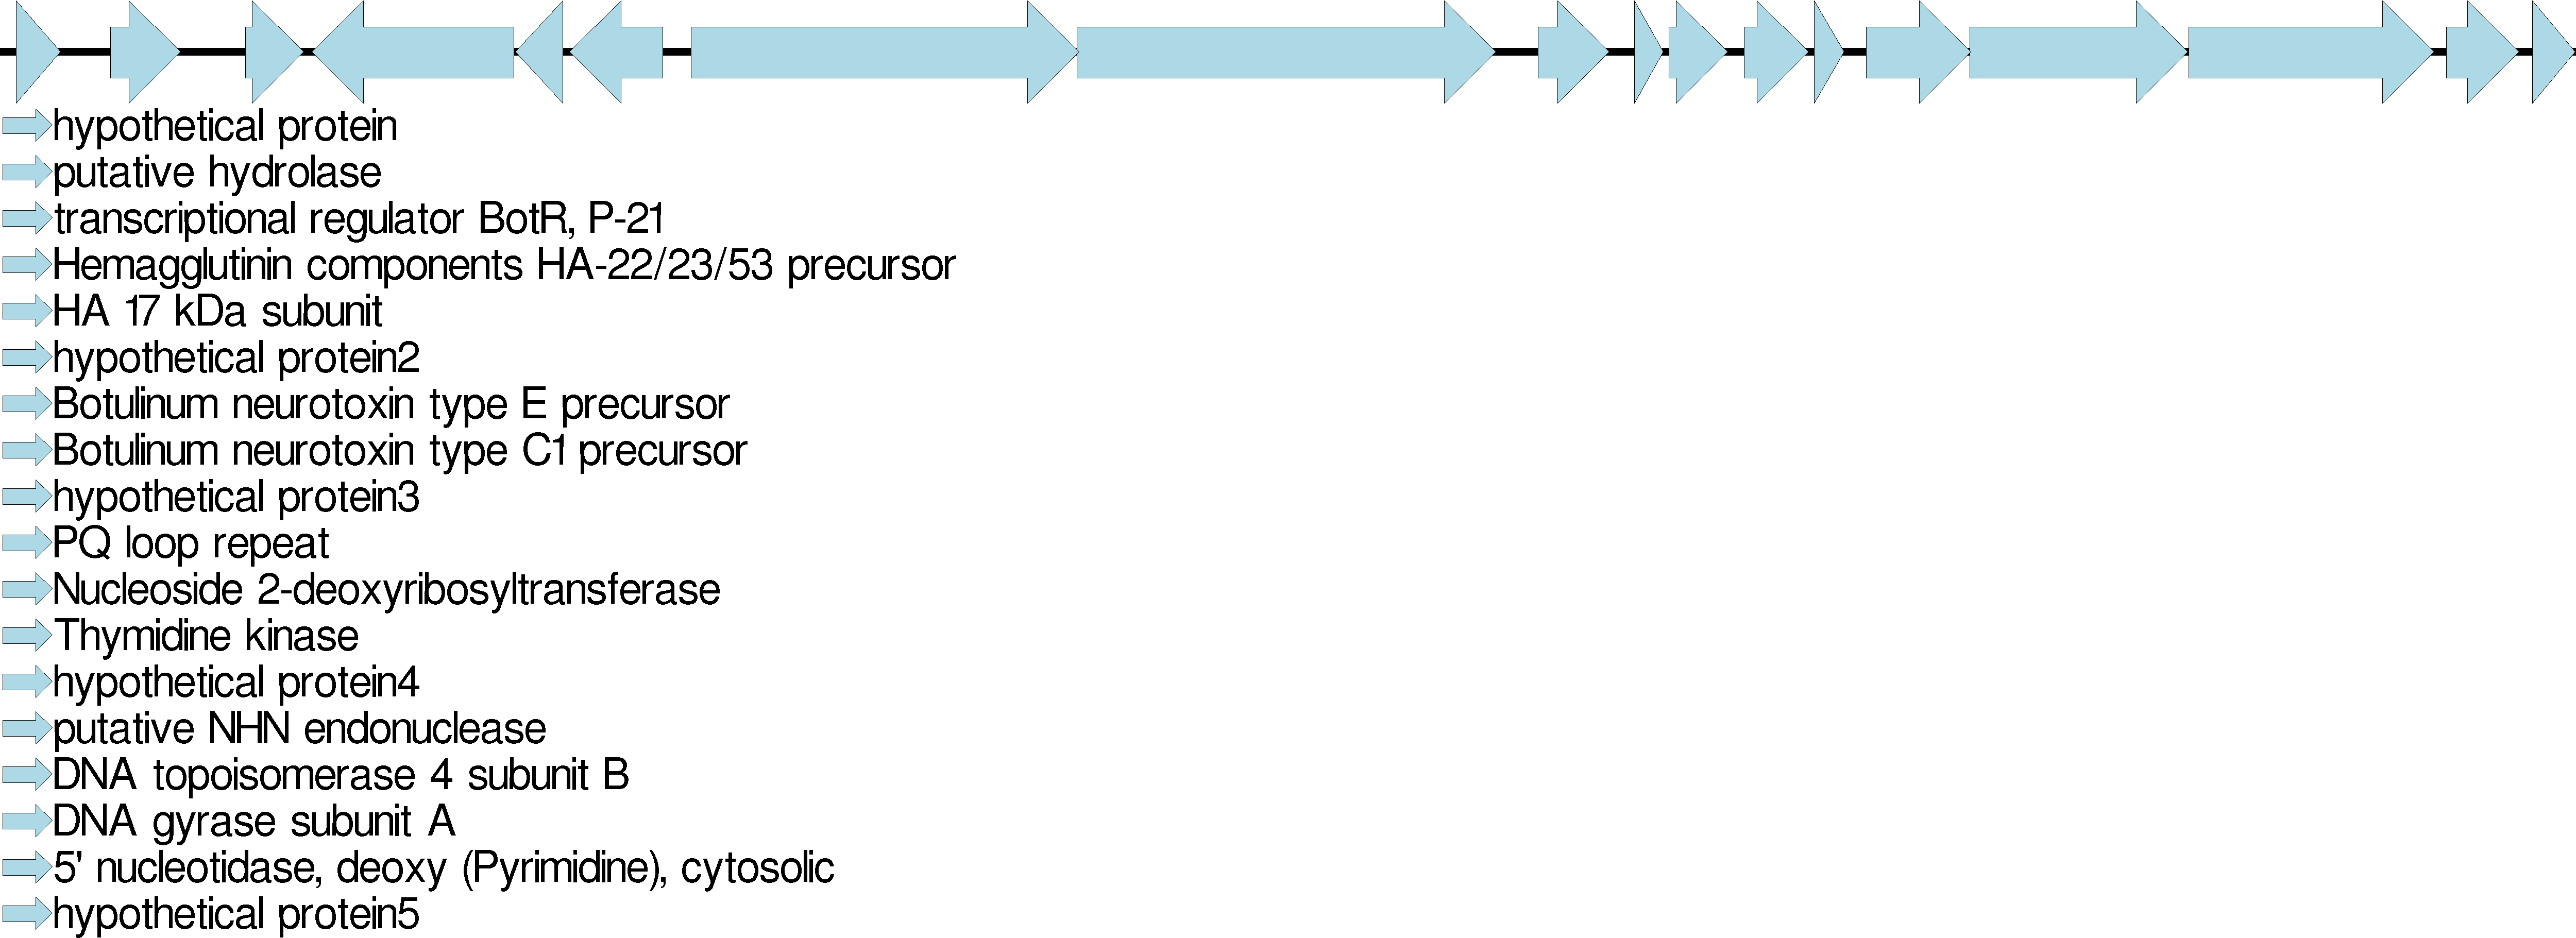 hypothetical protein
putative hydrolase
transcriptional regulator BotR, P-21
Hemagglutinin components HA-22/23/53 precursor
HA 17 kDa subunit
hypothetical protein2
Botulinum neurotoxin type E precursor
Botulinum neurotoxin type C1 precursor
hypothetical protein3
PQ loop repeat
Nucleoside 2-deoxyribosyltransferase
Thymidine kinase
hypothetical protein4
putative NHN endonuclease
DNA topoisomerase 4 subunit B
DNA gyrase subunit A
5' nucleotidase, deoxy (Pyrimidine), cytosolic
hypothetical protein5